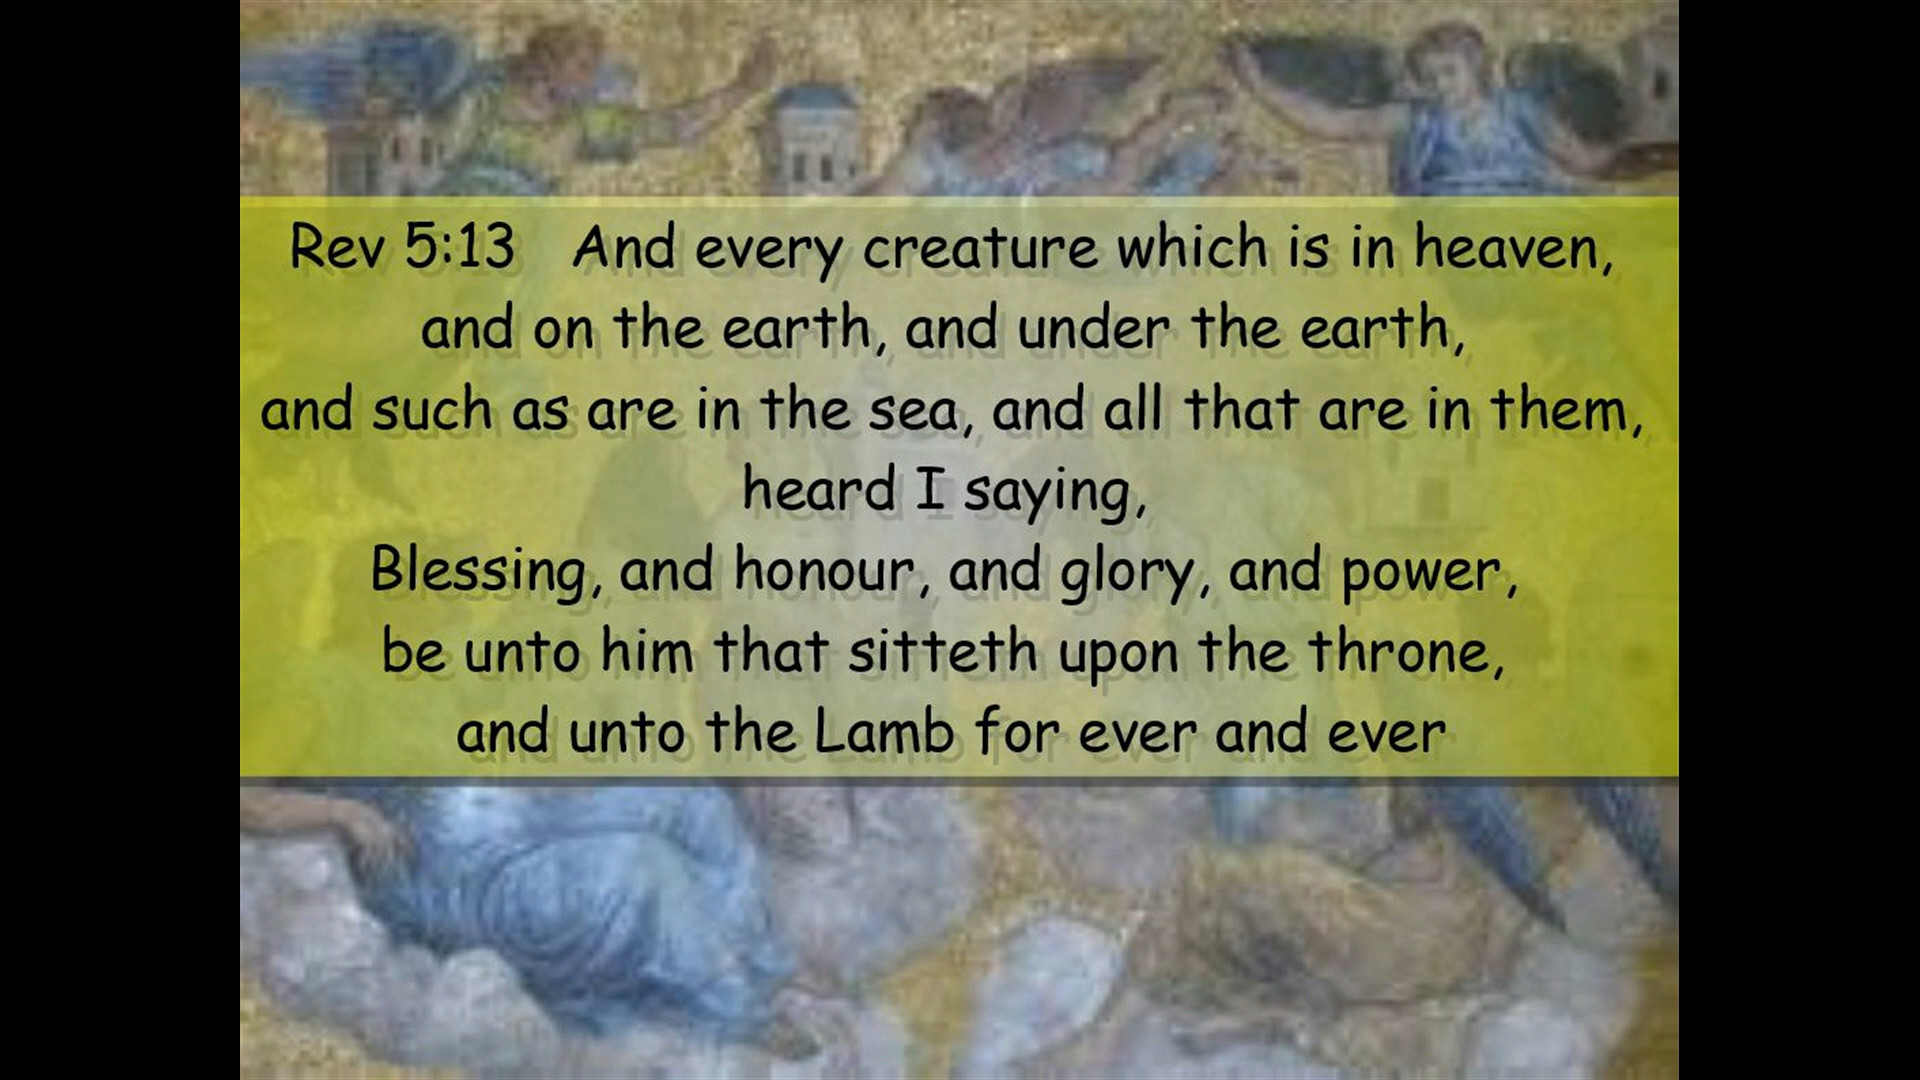 Rev 5:13 And every creature which is in heaven,
and on the earth, and under the earth,
and such as are in the sea, and all that are in them,
heard I saying,
Blessing, and honour, and glory, and power,
be unto him that sitteth upon the throne,
and unto the Lamb for ever and ever